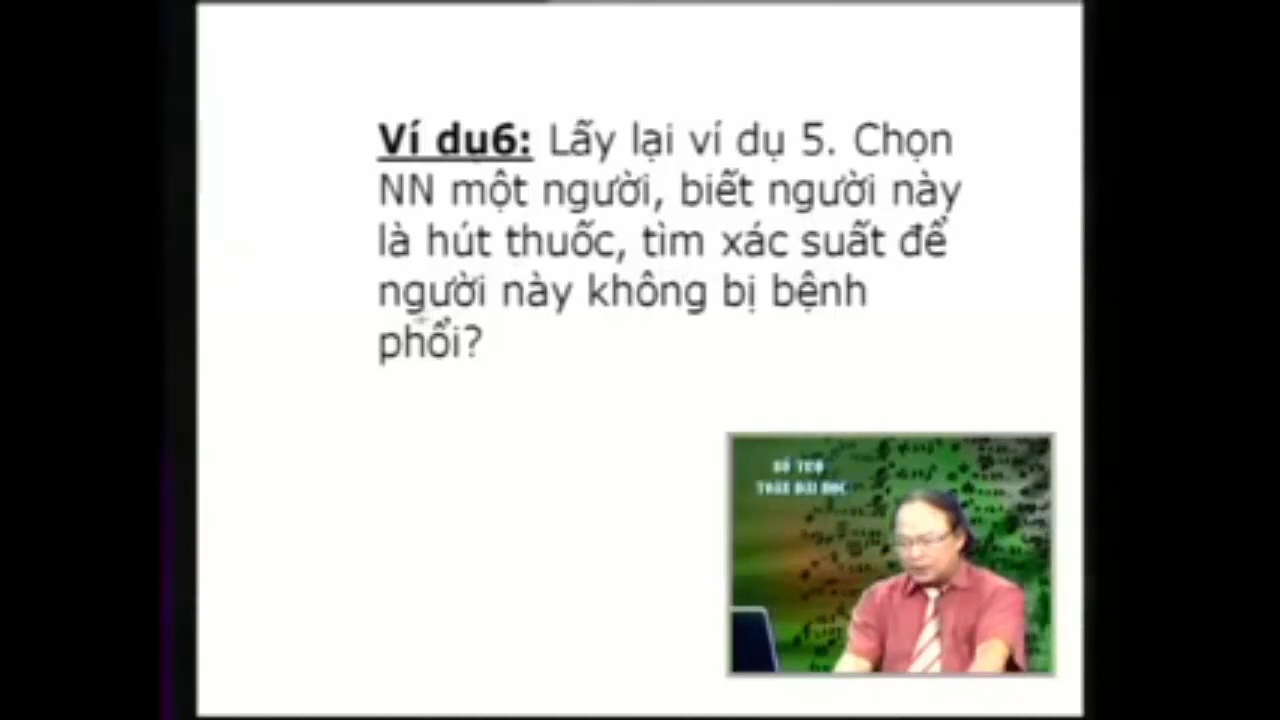 Ví dụ6: Lấy lại ví dụ 5. Chọn
NN một người, biết người này
là hút thuốc, tìm xác suất để
người này không bị bệnh
phổi?